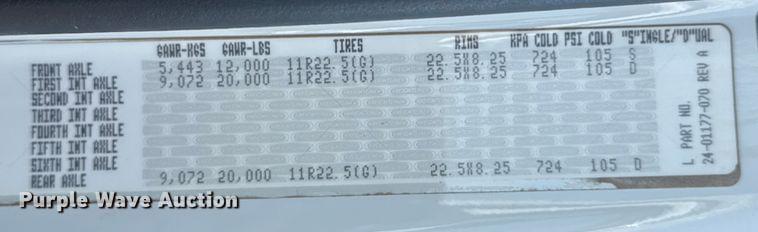 GAWR-KGS GAWR-LBS TIRES RIMS KPA COLD PSI COLD "S"INGLE/"D"UAL
FRONT AXLE 5,443 12,000 11R22.5(G) 22.5X8.25 724 105 S
FIRST INT AXLE 9,072 20,000 11R22.5(G) 22.5X8.25 724 105 D
SECOND INT AXLE
THIRD INT AXLE
FOURTH INT AXLE
FIFTH INT AXLE
SIXTH INT AXLE
REAR AXLE 9,072 20,000 11R22.5(G) 22.5X8.25 724 105 D
L PART NO.
24-01177-070 REV A
Purple Wave Auction